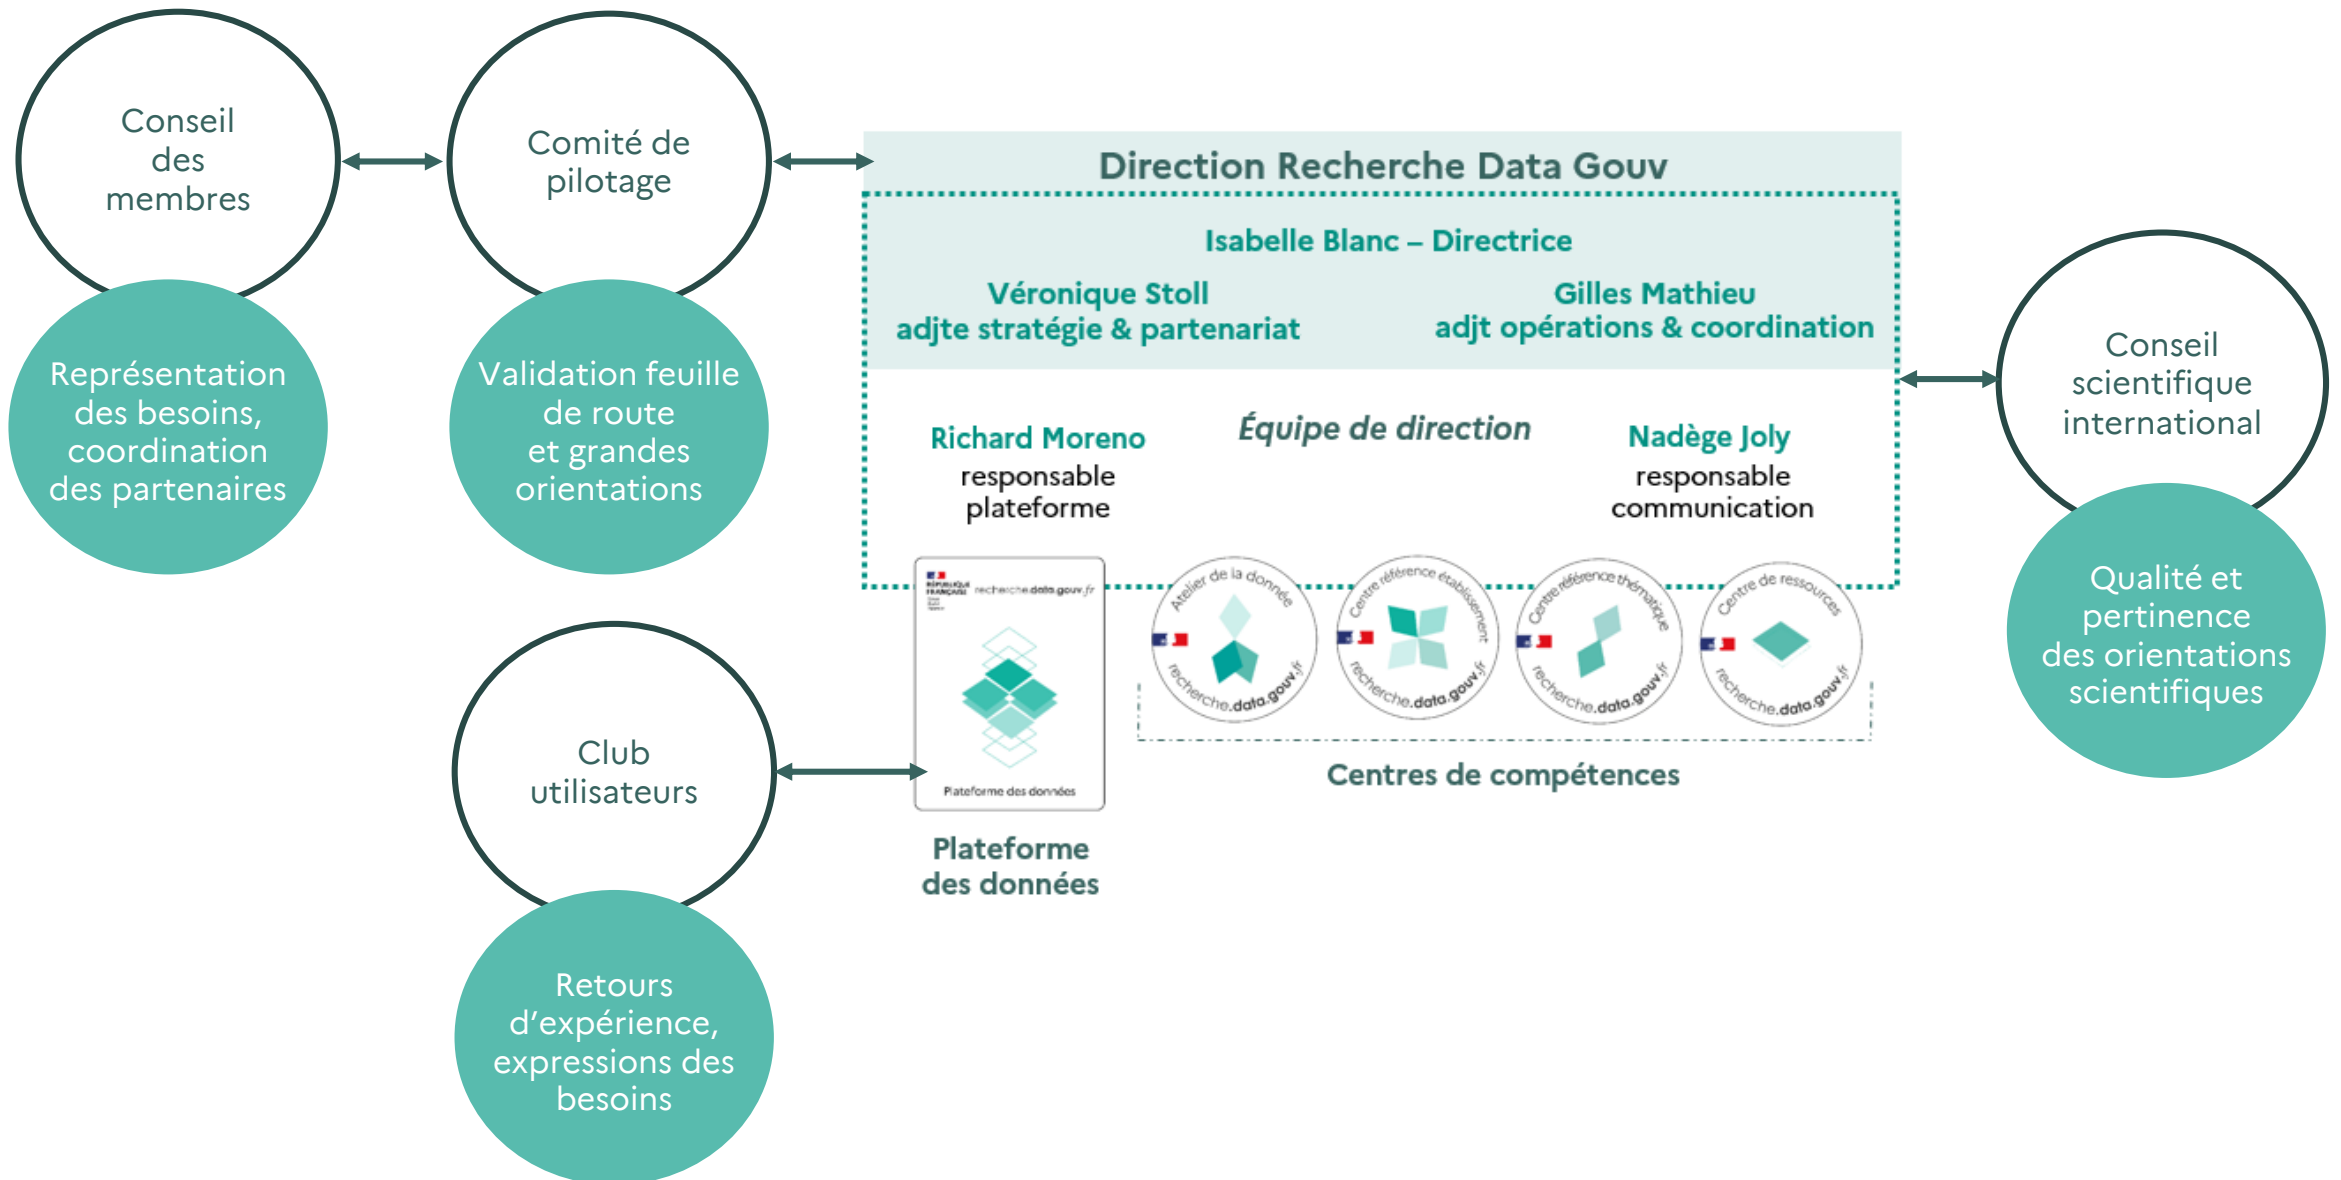 Conseil
des
membres
Représentation
des besoins,
coordination
des partenaires
Comité de
pilotage
Validation feuille
de route
et grandes
orientations
Direction Recherche Data Gouv
Isabelle Blanc – Directrice
Véronique Stoll
adjte stratégie & partenariat
Gilles Mathieu
adjt opérations & coordination
Équipe de direction
Richard Moreno
responsable
plateforme
Nadège Joly
responsable
communication
RÉPUBLIQUE
FRANÇAISE
recherche.data.gouv.fr
Plateforme des données
Plateforme
des données
Atelier de la donnée
recherche.data.gouv.fr
Centre référence établissement
recherche.data.gouv.fr
Centre référence thématique
recherche.data.gouv.fr
Centre de ressources
recherche.data.gouv.fr
Centres de compétences
Conseil
scientifique
international
Qualité et
pertinence
des orientations
scientifiques
Club
utilisateurs
Retours
d’expérience,
expressions des
besoins